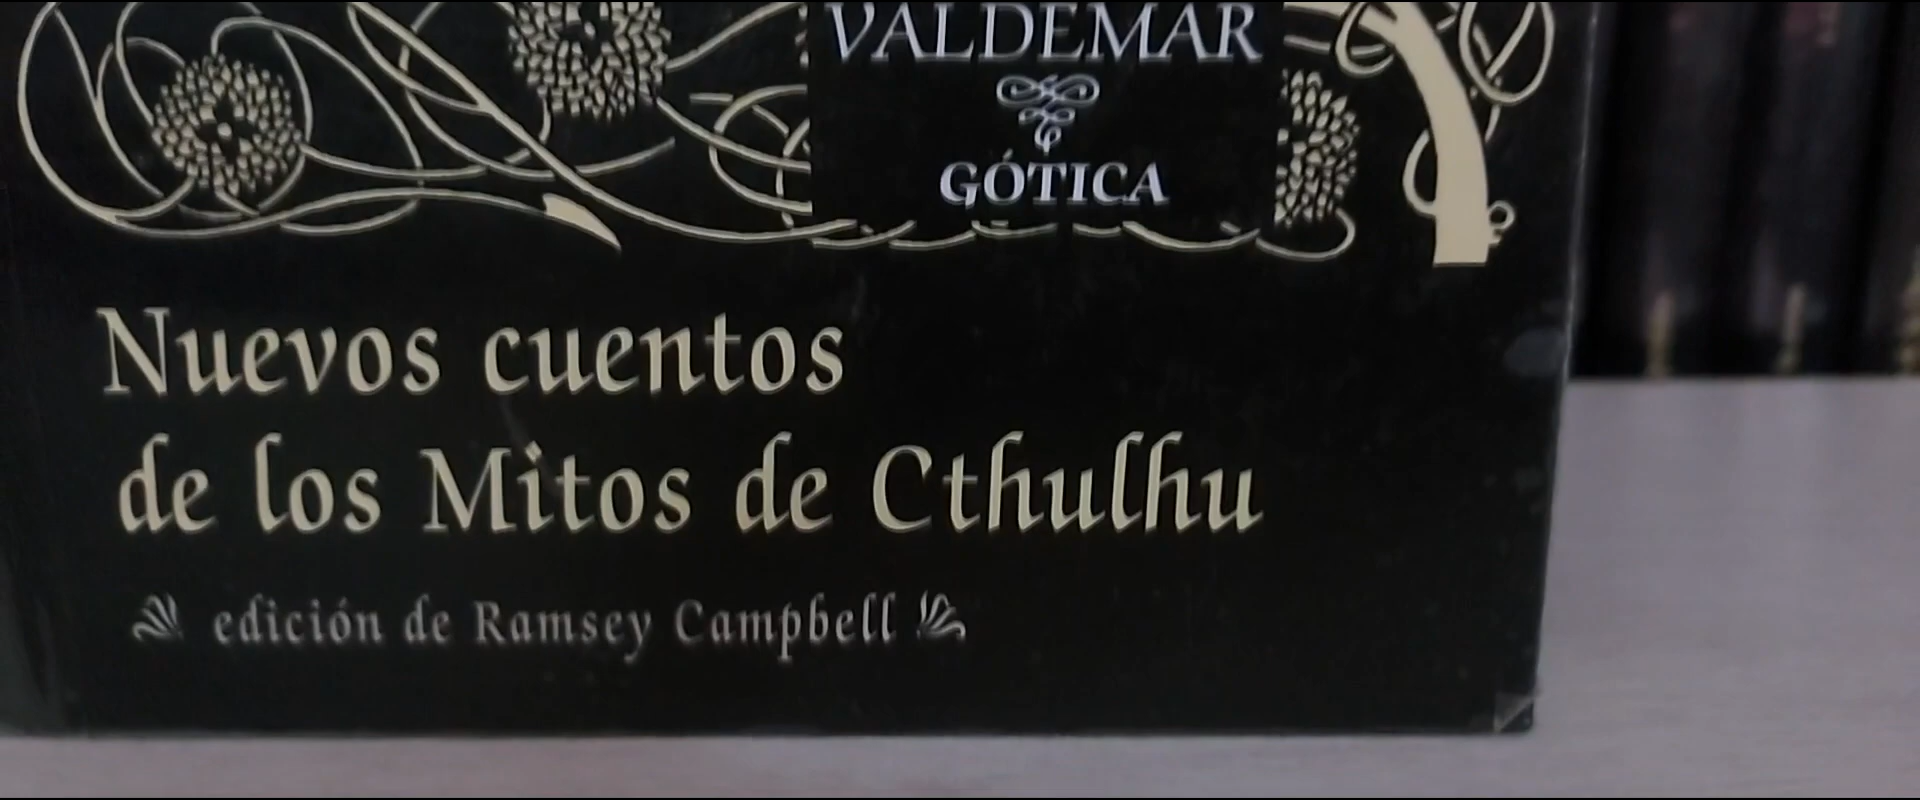 VALDEMAR
GÓTICA
Nuevos cuentos
de los Mitos de Cthulhu
edición de Ramsey Campbell